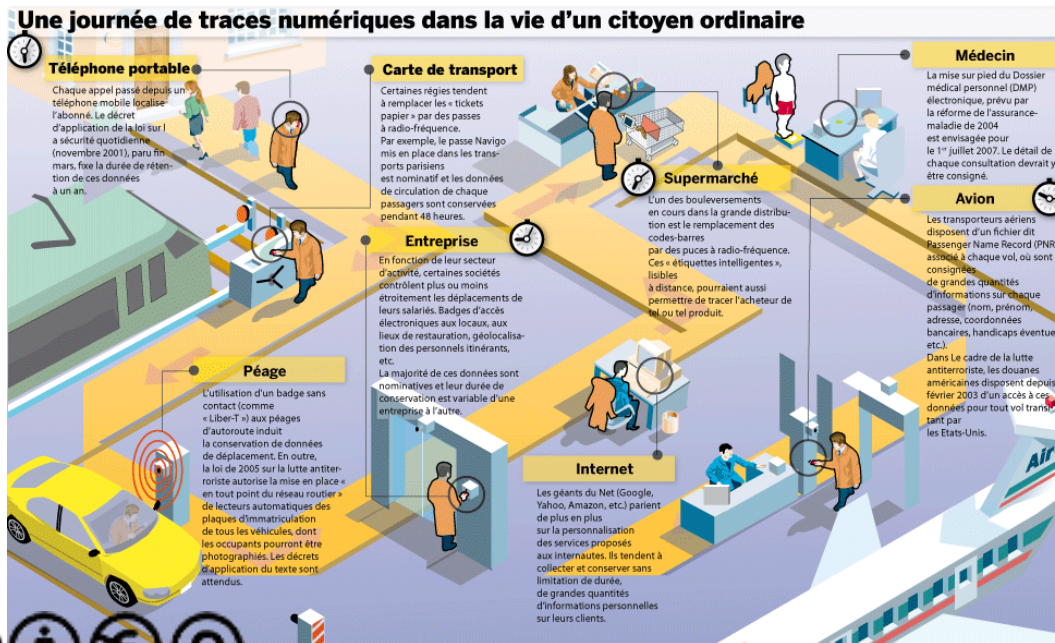 Une journée de traces numériques dans la vie d'un citoyen ordinaire
Téléphone portable
Chaque appel passé depuis un
téléphone mobile localise
l'abonné. Le décret
d'application de la loi sur l
a sécurité quotidienne
(novembre 2001), paru fin
mars, fixe la durée de réten-
tion de ces données
à un an.
Carte de transport
Certaines régies tendent
à remplacer les « tickets
papier » par des passes
à radio-fréquence.
Par exemple, le passe Navigo
mis en place dans les trans-
ports parisiens
est nominatif et les données
de circulation de chaque
passagers sont conservées
pendant 48 heures.
Supermarché
L'un des bouleversements
en cours dans la grande distribu-
tion est le remplacement des
codes-barres
par des puces à radio-fréquence.
Ces « étiquettes intelligentes »,
lisibles
à distance, pourraient aussi
permettre de tracer l'acheteur de
tel ou tel produit.
Médecin
La mise sur pied du Dossier
médical personnel (DMP)
électronique, prévu par
la réforme de l'assurance-
maladie de 2004
est envisagée pour
le 1er juillet 2007. Le détail de
chaque consultation devrait y
être consigné.
Avion
Les transporteurs aériens
disposent d'un fichier dit
Passenger Name Record (PNR
associé à chaque vol, où sont
consignées
de grandes quantités
d'informations sur chaque
passager (nom, prénom,
adresse, coordonnées
bancaires, handicaps éventue
etc.).
Dans Le cadre de la lutte
antiterroriste, les douanes
américaines disposent depuis
février 2003 d'un accès à ces
données pour tout vol transi
tant par
les Etats-Unis.
Entreprise
En fonction de leur secteur
d'activité, certaines sociétés
contrôlent plus ou moins
étroitement les déplacements de
leurs salariés. Badges d'accès
électroniques aux locaux, aux
lieux de restauration, géolocalisa-
tion des personnels itinérants,
etc.
La majorité de ces données sont
nominatives et leur durée de
conservation est variable d'une
entreprise à l'autre.
Péage
L'utilisation d'un badge sans
contact (comme
« Liber-T ») aux péages
d'autoroute induit
la conservation de données
de déplacement. En outre,
la loi de 2005 sur la lutte antiter-
roriste autorise la mise en place «
en tout point du réseau routier »
de lecteurs automatiques des
plaques d'immatriculation
de tous les véhicules, dont
les occupants pourront être
photographiés. Les décrets
d'application du texte sont
attendus.
Internet
Les géants du Net (Google,
Yahoo, Amazon, etc.) parient
de plus en plus
sur la personnalisation
des services proposés
aux internautes. Ils tendent à
collecter et conserver sans
limitation de durée,
de grandes quantités
d'informations personnelles
sur leurs clients.
Air